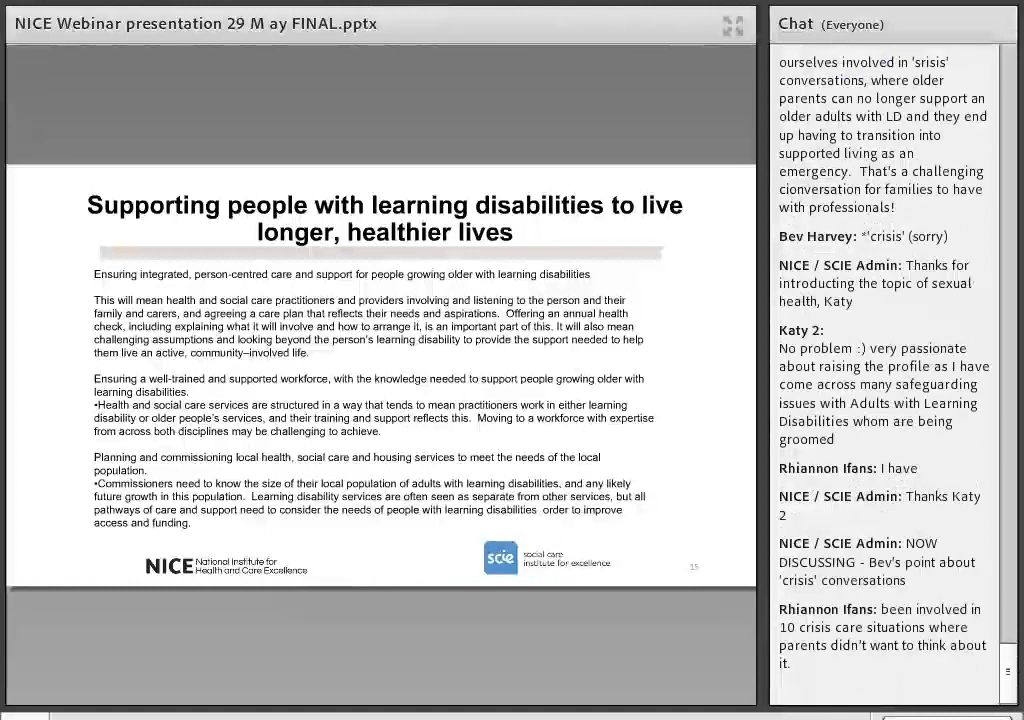 NICE Webinar presentation 29 M ay FINAL.pptx
Supporting people with learning disabilities to live
longer, healthier lives
Ensuring integrated, person-centred care and support for people growing older with learning disabilities
This will mean health and social care practitioners and providers involving and listening to the person and their
family and carers, and agreeing a care plan that reflects their needs and aspirations.  Offering an annual health
check, including explaining what it will involve and how to arrange it, is an important part of this. It will also mean
challenging assumptions and looking beyond the person's learning disability to provide the support needed to help
them live an active, community–involved life.
Ensuring a well-trained and supported workforce, with the knowledge needed to support people growing older with
learning disabilities.
•Health and social care services are structured in a way that tends to mean practitioners work in either learning
disability or older people's services, and their training and support reflects this.  Moving to a workforce with expertise
from across both disciplines may be challenging to achieve.
Planning and commissioning local health, social care and housing services to meet the needs of the local
population.
•Commissioners need to know the size of their local population of adults with learning disabilities, and any likely
future growth in this population.  Learning disability services are often seen as separate from other services, but all
pathways of care and support need to consider the needs of people with learning disabilities  order to improve
access and funding.
NICE National Institute for
Health and Care Excellence
scie social care
institute for excellence
15
Chat (Everyone)
ourselves involved in 'srisis'
conversations, where older
parents can no longer support an
older adults with LD and they end
up having to transition into
supported living as an
emergency.  That's a challenging
cionversation for families to have
with professionals!
Bev Harvey: *'crisis' (sorry)
NICE / SCIE Admin: Thanks for
introducing the topic of sexual
health, Katy
Katy 2:
No problem :) very passionate
about raising the profile as I have
come across many safeguarding
issues with Adults with Learning
Disabilities whom are being
groomed
Rhiannon Ifans: I have
NICE / SCIE Admin: Thanks Katy
2
NICE / SCIE Admin: NOW
DISCUSSING - Bev's point about
'crisis' conversations
Rhiannon Ifans: been involved in
10 crisis care situations where
parents didn't want to think about
it.